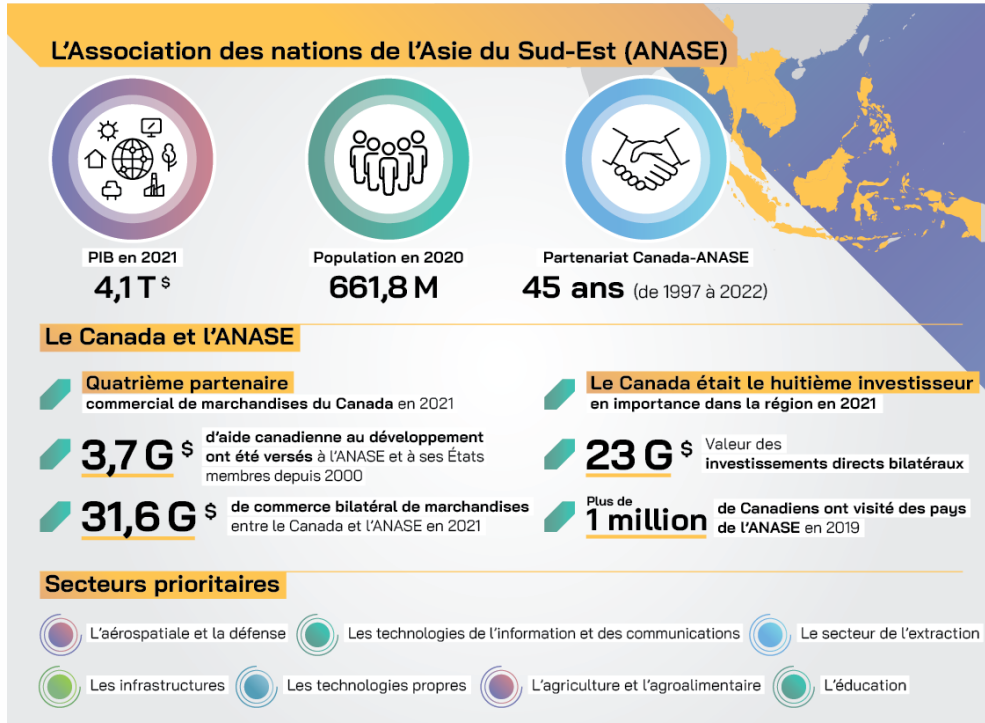 L'Association des nations de l'Asie du Sud-Est (ANASE)
PIB en 2021
4,1 T $
Population en 2020
661,8 M
Partenariat Canada-ANASE
45 ans (de 1997 à 2022)
Le Canada et l'ANASE
Quatrième partenaire
commercial de marchandises du Canada en 2021
3,7 G $
d'aide canadienne au développement
ont été versés à l'ANASE et à ses États
membres depuis 2000
31,6 G $
de commerce bilatéral de marchandises
entre le Canada et l'ANASE en 2021
Le Canada était le huitième investisseur
en importance dans la région en 2021
23 G $
Valeur des
investissements directs bilatéraux
Plus de
1 million
de Canadiens ont visité des pays
de l'ANASE en 2019
Secteurs prioritaires
L'aérospatiale et la défense
Les technologies de l'information et des communications
Le secteur de l'extraction
Les infrastructures
Les technologies propres
L'agriculture et l'agroalimentaire
L'éducation